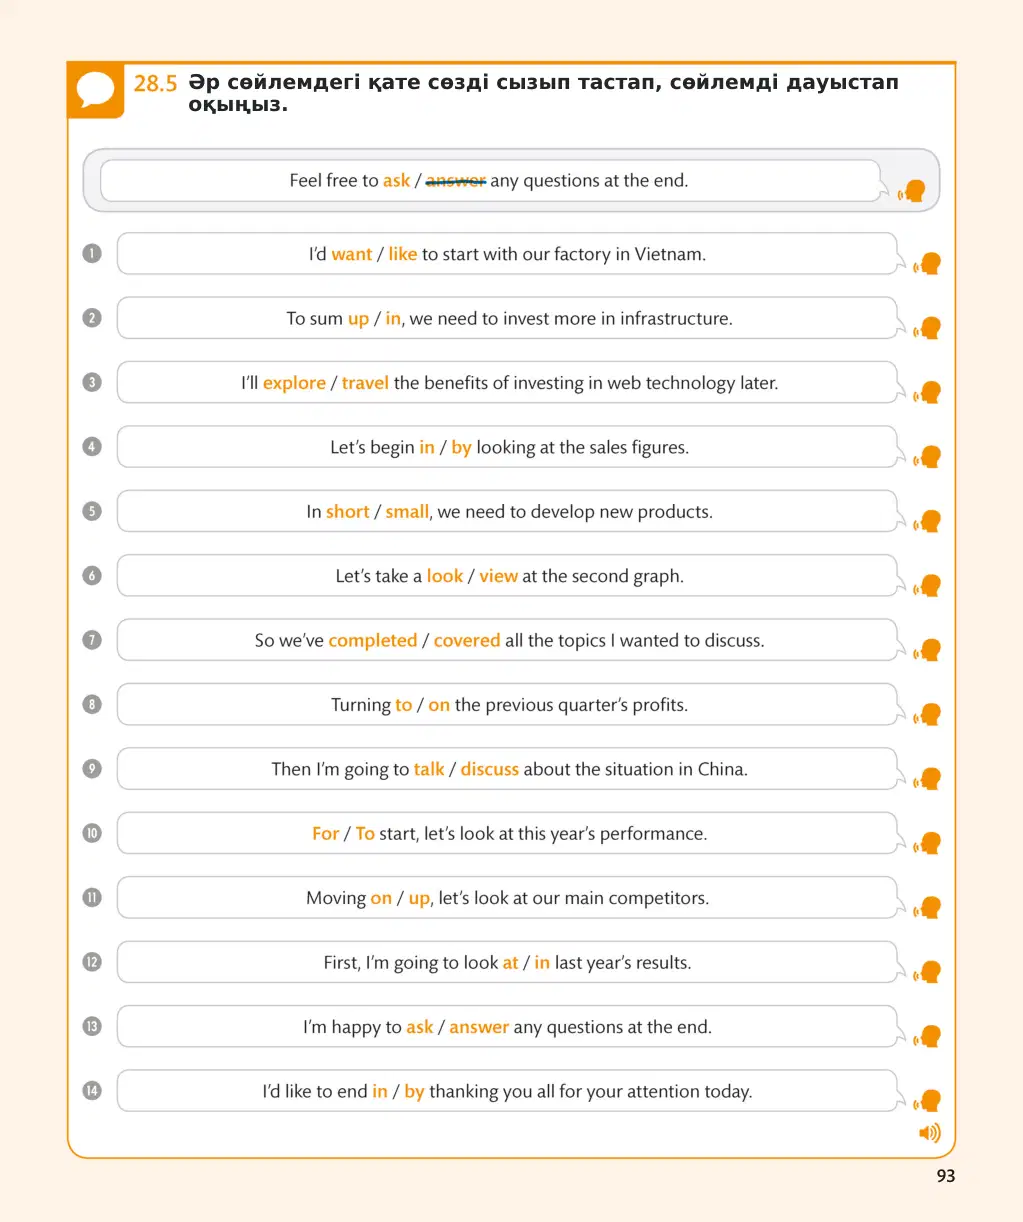 28.5 Әр сөйлемдегі қате сөзді сызып тастап, сөйлемді дауыстап
оқыңыз.
Feel free to ask / answer any questions at the end.
1 I'd want / like to start with our factory in Vietnam.
2 To sum up / in, we need to invest more in infrastructure.
3 I'll explore / travel the benefits of investing in web technology later.
4 Let's begin in / by looking at the sales figures.
5 In short / small, we need to develop new products.
6 Let's take a look / view at the second graph.
7 So we've completed / covered all the topics I wanted to discuss.
8 Turning to / on the previous quarter's profits.
9 Then I'm going to talk / discuss about the situation in China.
10 For / To start, let's look at this year's performance.
11 Moving on / up, let's look at our main competitors.
12 First, I'm going to look at / in last year's results.
13 I'm happy to ask / answer any questions at the end.
14 I'd like to end in / by thanking you all for your attention today.
93